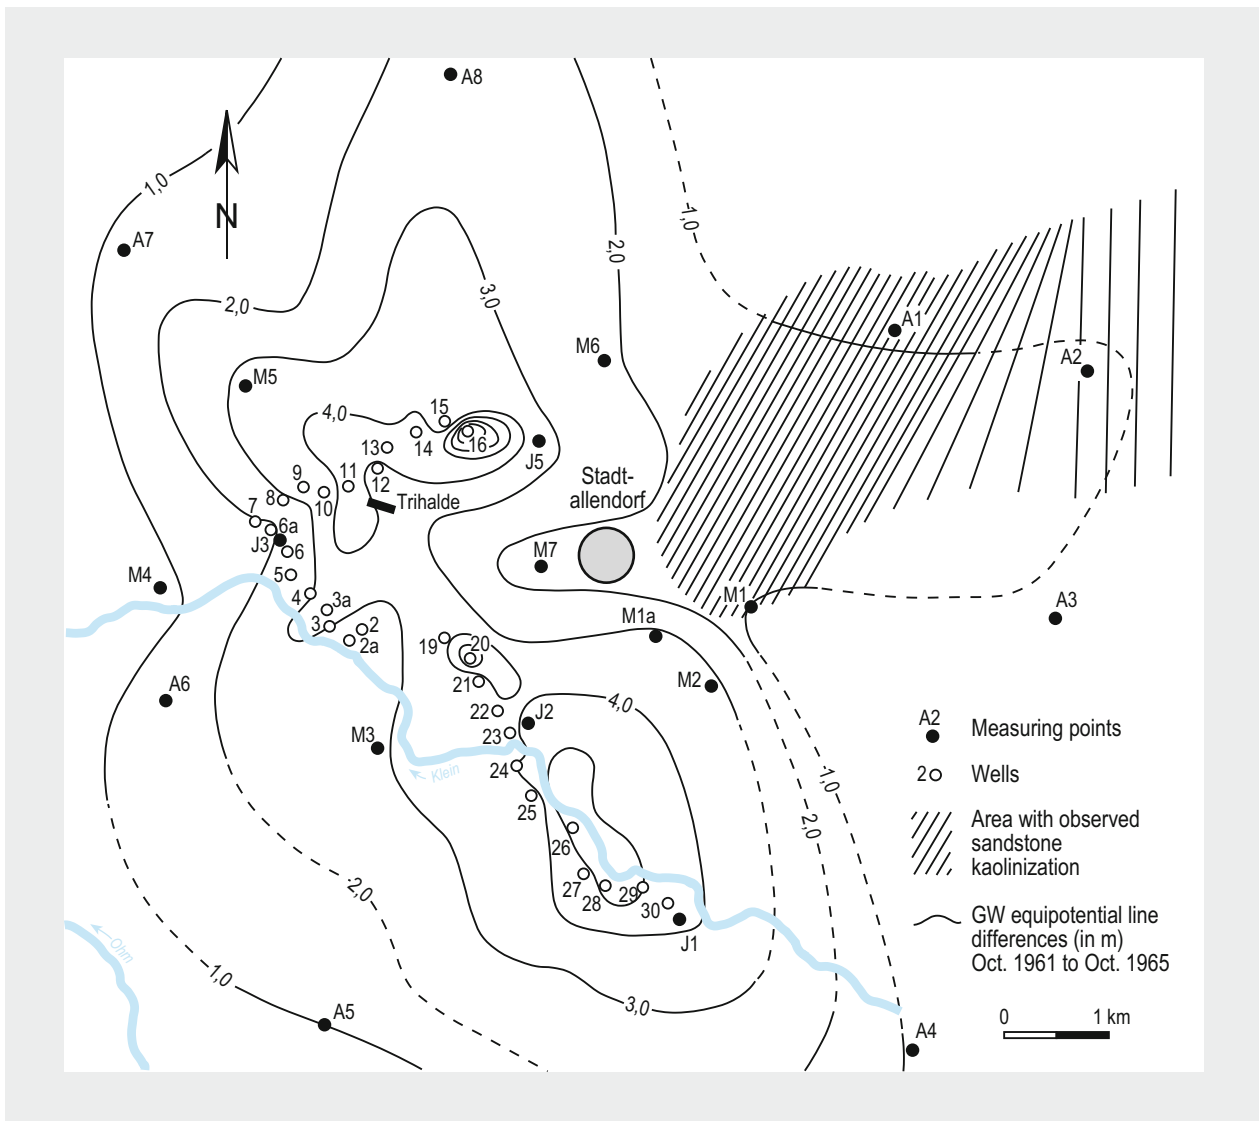 A8
1,0
N
A7
1,0
2,0
2,0
3,0
A1
M6
A2
M5
4,0
15
13
14
16
J5
9
11
12
Stadt-
allendorf
8
10
Trihalde
7
6a
J3
6
M7
5
M4
4
3a
M1
A3
3
2
2a
M1a
19
20
A6
21
M2
22
J2
4,0
M3
23
24
Klein
25
1,0
2,0
26
2,0
27
28
29
30
J1
Ohm
1,0
3,0
A5
A4
A2
Measuring points
2
Wells
Area with observed
sandstone
kaolinization
GW equipotential line
differences (in m)
Oct. 1961 to Oct. 1965
0 1 km